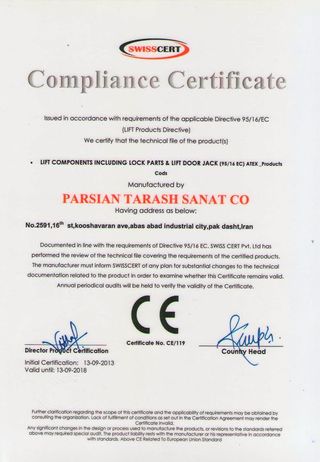 SWISSCERT
Compliance Certificate
Issued in accordance with requirements of the applicable Directive 95/16/EC
(LIFT Products Directive)
We certify that the technical file of the product(s)
• LIFT COMPONENTS INCLUDING LOCK PARTS & LIFT DOOR JACK (95/16 EC) ATEX_Products
Cods
Manufactured by
PARSIAN TARASH SANAT CO
Having address as below:
No.2591,16th st,kooshavaran ave,abas abad industrial city,pak dasht,Iran
Documented in line with the requirements of Directive 95/16 EC. SWISS CERT Pvt. Ltd has
performed the review of the technical file covering the requirements of the certified products.
The manufacturer must inform SWISSCERT of any plan for substantial changes to the technical
documentation related to the product in order to examine whether this Certificate remains valid.
Annual periodical audits will be held to verify the validity of the Certificate.
CE
Certificate No. CE/119
Director Product Certification
Country Head
Initial Certification: 13-09-2013
Valid until: 13-09-2018
Further clarification regarding the scope of this certificate and the applicability of requirements may be obtained by
consulting the organisation. Lack of fulfillment of conditions as set out in the Certification Agreement may render the
Certificate invalid.
Any significant changes in the design or process used to manufacture the products, or revisions to the standards referred
above may required special audit. The product liability rests with the manufacturer or his representative in accordance
with standards. Above CE Related To European Union Standard